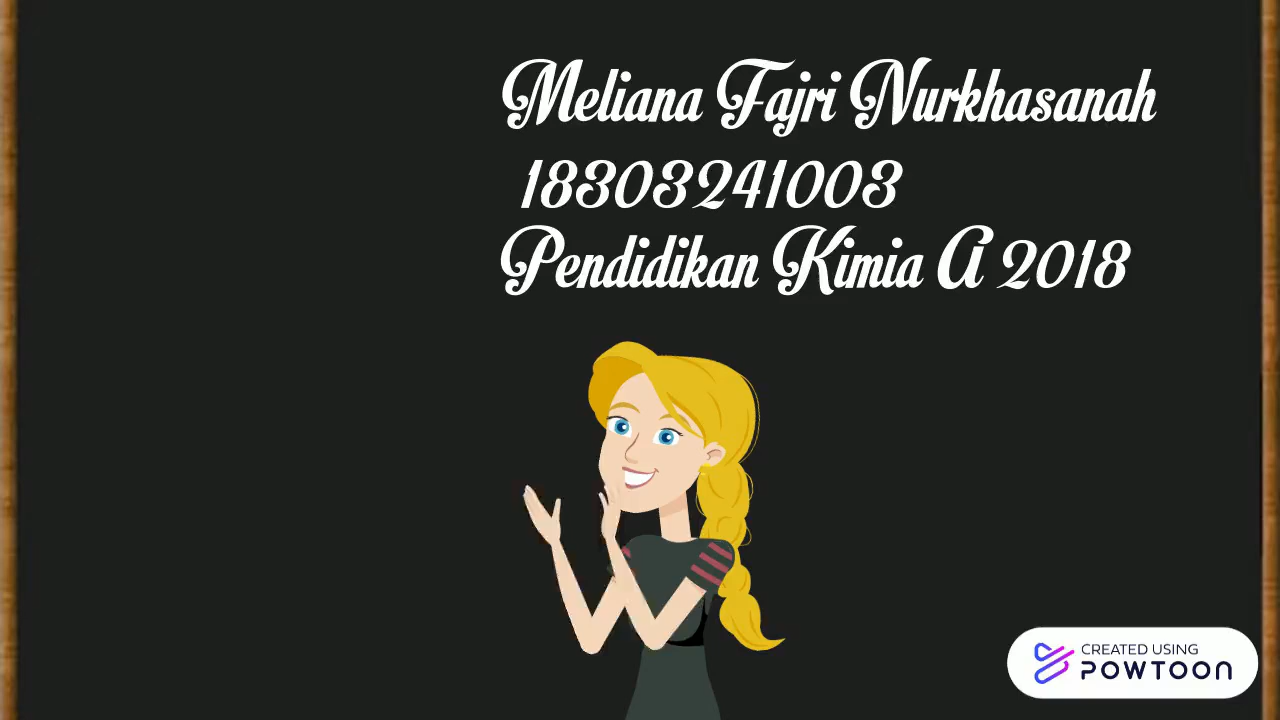 Meliana Fajri Nurkhasanah
18303241003
Pendidikan Kimia A 2018
CREATED USING
POWTOON